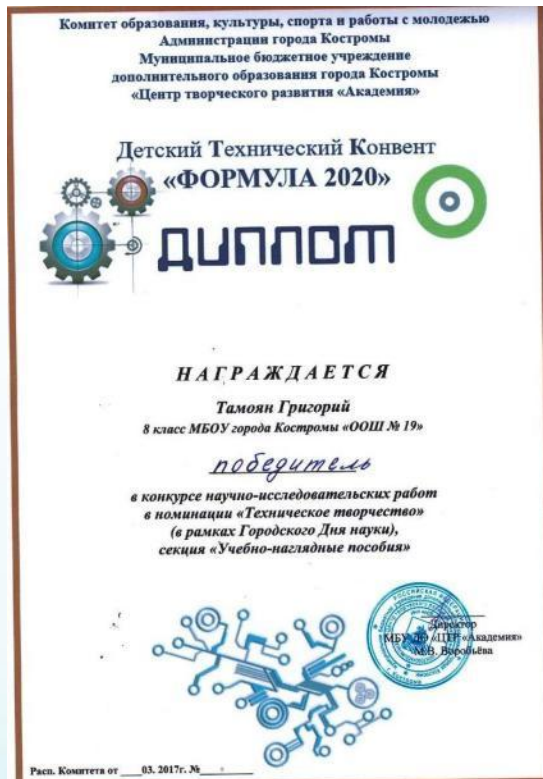 Комитет образования, культуры, спорта и работы с молодежью
Администрации города Костромы
Муниципальное бюджетное учреждение
дополнительного образования города Костромы
«Центр творческого развития «Академия»
Детский Технический Конвент
«ФОРМУЛА 2020»
ДИПЛОМ
НАГРАЖДАЕТСЯ
Тамоян Григорий
8 класс МБОУ города Костромы «ООШ № 19»
победитель
в конкурсе научно-исследовательских работ
в номинации «Техническое творчество»
(в рамках Городского Дня науки),
секция «Учебно-наглядные пособия»
Директор
МБУ ДО «ЦТР «Академия»
М.В. Воробьёва
Расп. Комитета от ____03. 2017г. №________